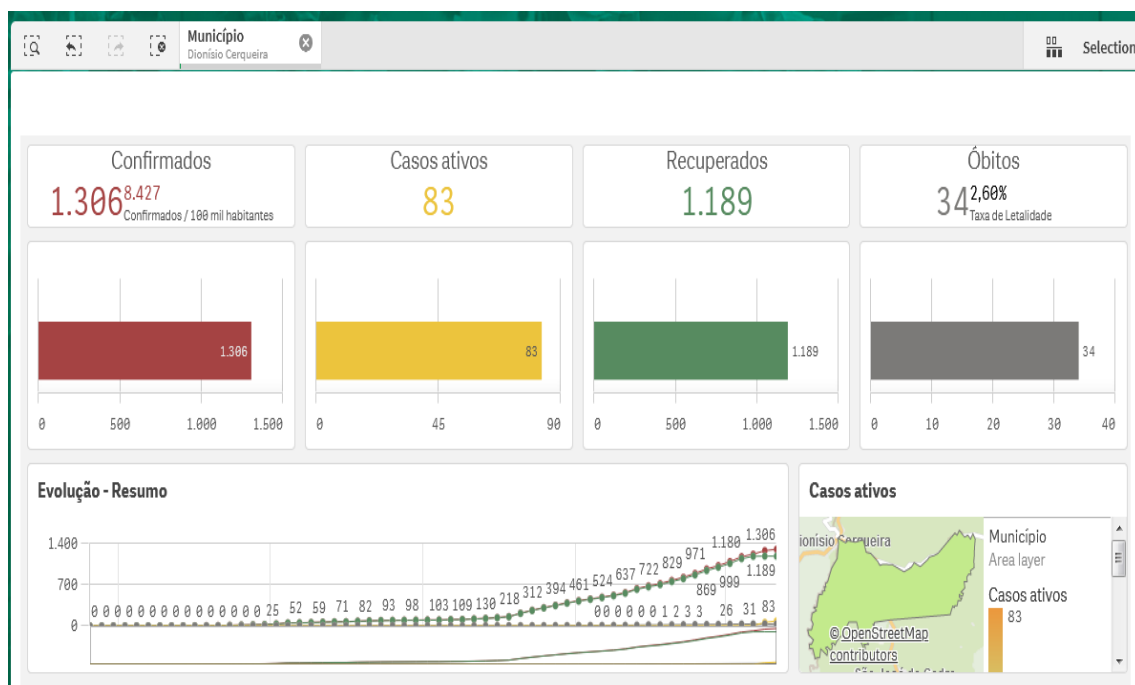 Município
Dionísio Cerqueira
Selection
Confirmados
1.306 8.427
Confirmados / 100 mil habitantes
Casos ativos
83
Recuperados
1.189
Óbitos
34 2,60%
Taxa de Letalidade
1.306
0 500 1.000 1.500
83
0 45 90
1.189
0 500 1.000 1.500
34
0 10 20 30 40
Evolução - Resumo
1.400
700
0
0 0 0 0 0 0 0 0 0 0 0 0 0 0 0 25 52 59 71 82 93 98 103 109 130 218 312 394 461 524 637 722 829 971 1.180 1.306
869 999 1.189
0 0 0 0 0 1 2 3 3 26 31 83
Casos ativos
ionísio Cerqueira
© OpenStreetMap
contributors
Município
Area layer
Casos ativos
83